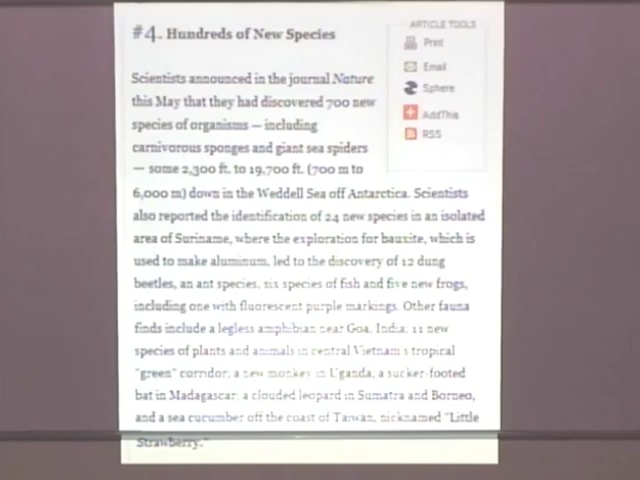 #4. Hundreds of New Species
ARTICLE TOOLS
Print
Email
Sphere
AddThis
RSS
Scientists announced in the journal Nature
this May that they had discovered 700 new
species of organisms — including
carnivorous sponges and giant sea spiders
— some 2,300 ft. to 19,700 ft. (700 m to
6,000 m) down in the Weddell Sea off Antarctica. Scientists
also reported the identification of 24 new species in an isolated
area of Suriname, where the exploration for bauxite, which is
used to make aluminum, led to the discovery of 12 dung
beetles, an ant species, six species of fish and five new frogs,
including one with fluorescent purple markings. Other fauna
finds include a legless amphibian near Goa, India; 11 new
species of plants and animals in central Vietnam's tropical
"green" corridor; a new monkey in Uganda, a sucker-footed
bat in Madagascar; a clouded leopard in Sumatra and Borneo,
and a sea cucumber off the coast of Taiwan, nicknamed "Little
Strawberry."